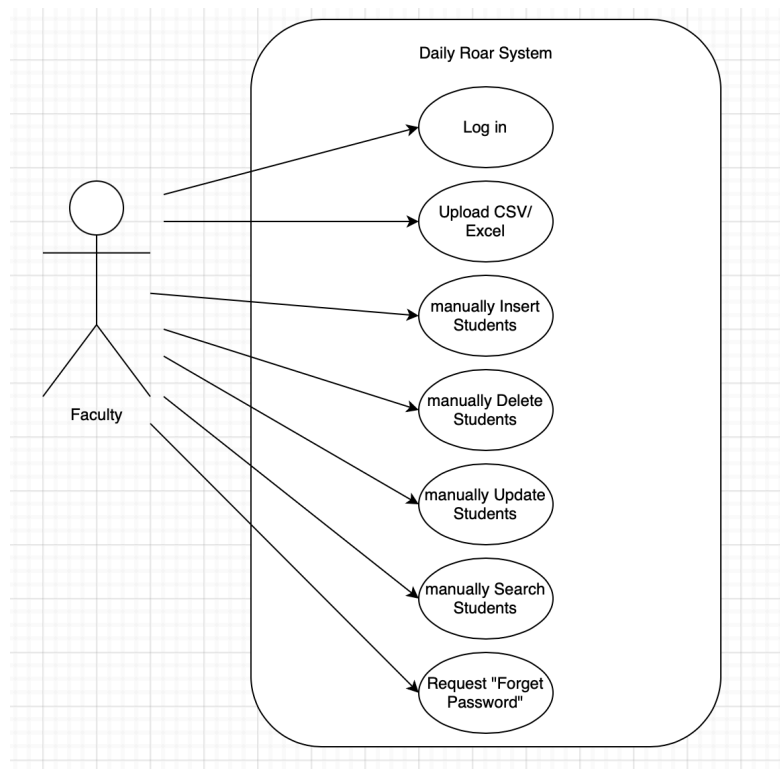 Daily Roar System
Log in
Upload CSV/
Excel
manually Insert
Students
manually Delete
Students
Faculty
manually Update
Students
manually Search
Students
Request "Forget
Password"